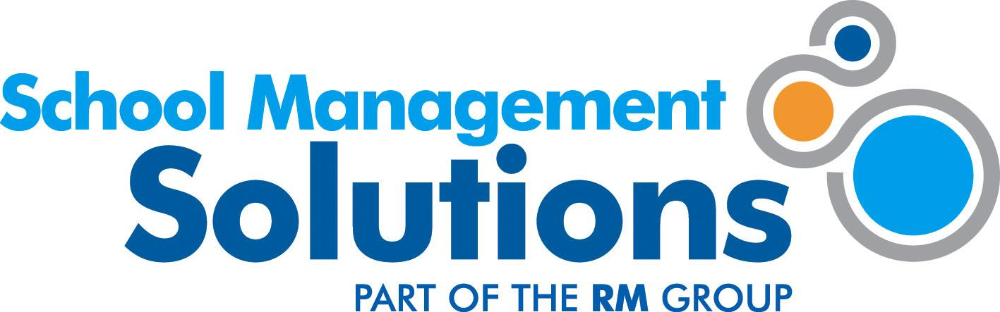 School Management
Solutions
PART OF THE RM GROUP